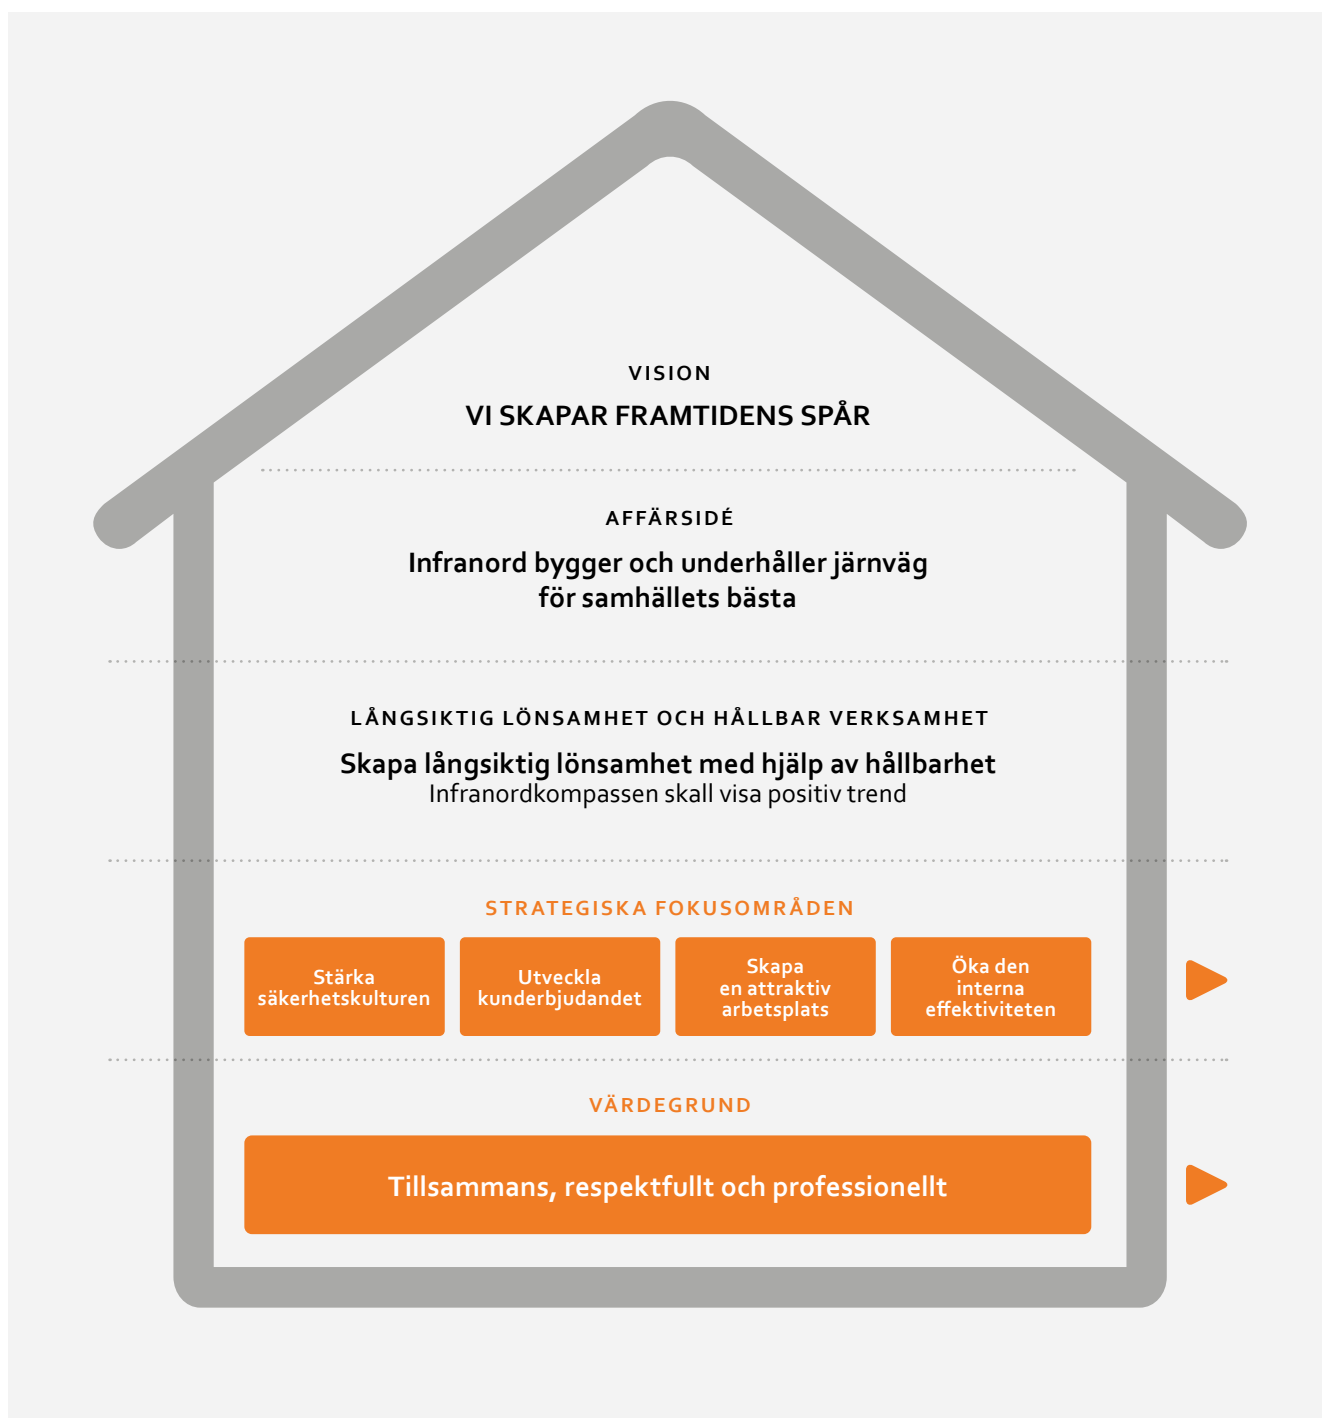 VISION
VI SKAPAR FRAMTIDENS SPÅR
AFFÄRSIDÉ
Infranord bygger och underhåller järnväg
för samhällets bästa
LÅNGSIKTIG LÖNSAMHET OCH HÅLLBAR VERKSAMHET
Skapa långsiktig lönsamhet med hjälp av hållbarhet
Infranordkompassen skall visa positiv trend
STRATEGISKA FOKUSOMRÅDEN
Stärka
säkerhetskulturen
Utveckla
kunderbjudandet
Skapa
en attraktiv
arbetsplats
Öka den
interna
effektiviteten
VÄRDEGRUND
Tillsammans, respektfullt och professionellt